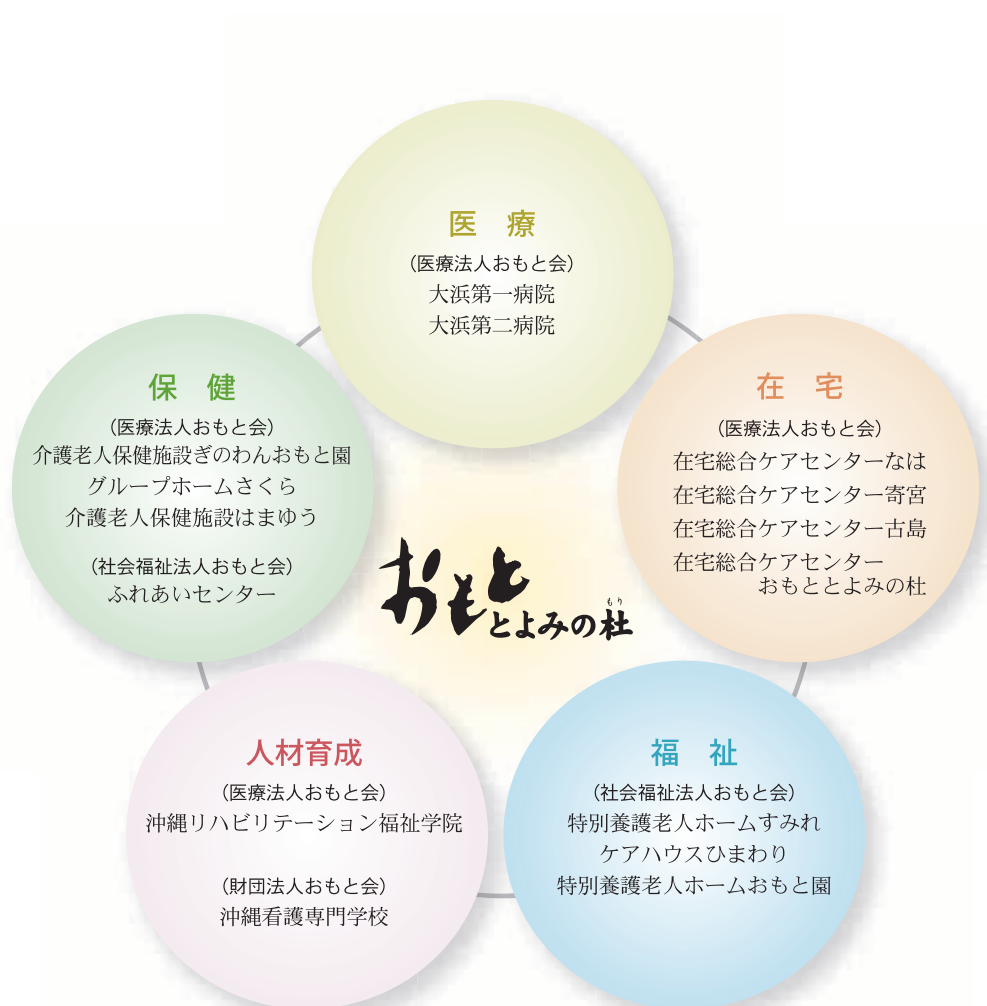 医 療
(医療法人おもと会)
大浜第一病院
大浜第二病院
保 健
(医療法人おもと会)
介護老人保健施設ぎのわんおもと園
グループホームさくら
介護老人保健施設はまゆう
(社会福祉法人おもと会)
ふれあいセンター
在 宅
(医療法人おもと会)
在宅総合ケアセンターなは
在宅総合ケアセンター寄宮
在宅総合ケアセンター古島
在宅総合ケアセンター
おもととよみの杜
おもと
もり
とよみの杜
人材育成
(医療法人おもと会)
沖縄リハビリテーション福祉学院
(財団法人おもと会)
沖縄看護専門学校
福 祉
(社会福祉法人おもと会)
特別養護老人ホームすみれ
ケアハウスひまわり
特別養護老人ホームおもと園